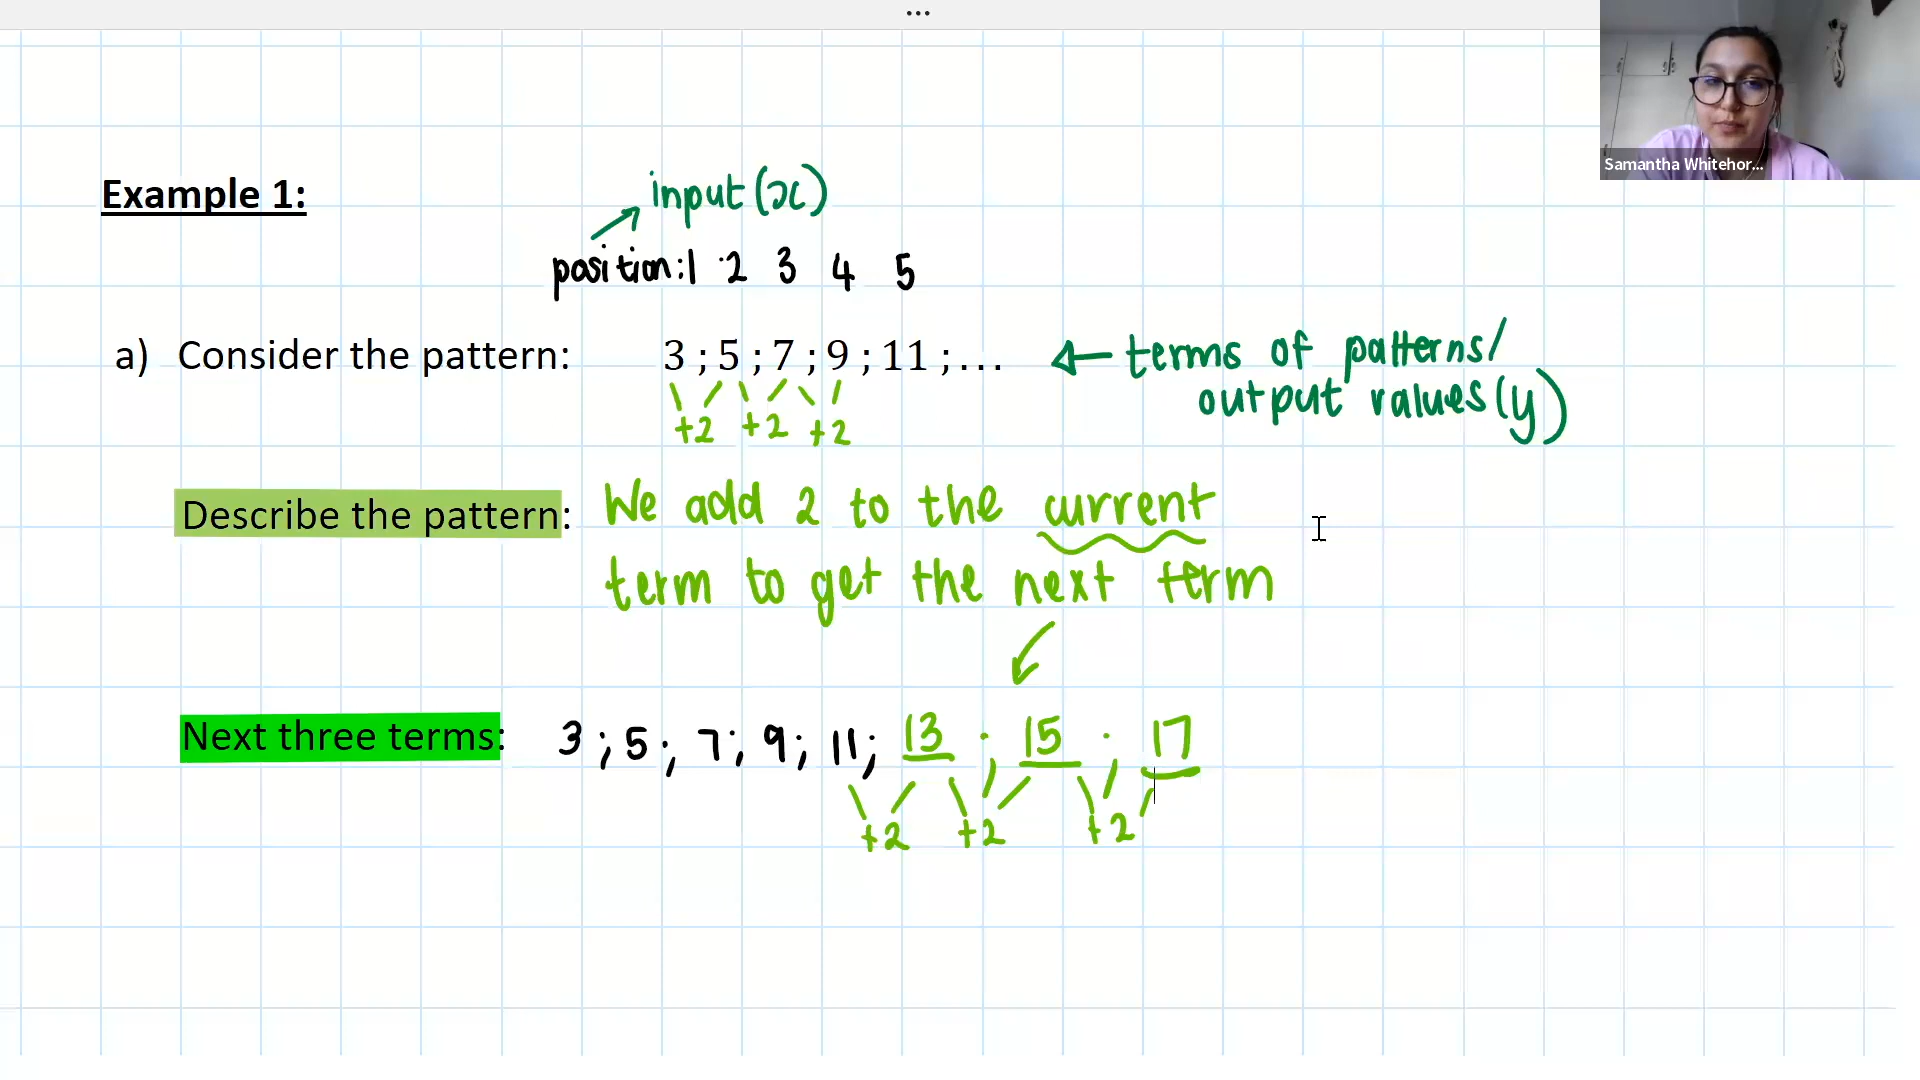 ...
Samantha Whitehor...
Example 1:
input (x)
position: 1 2 3 4 5
a) Consider the pattern: 3 ; 5 ; 7 ; 9 ; 11 ; ...
terms of patterns/
output values (y)
+2 +2 +2
Describe the pattern: We add 2 to the current
term to get the next term
Next three terms: 3 ; 5 ; 7 ; 9 ; 11 ; 13 ; 15 ; 17
+2 +2 +2